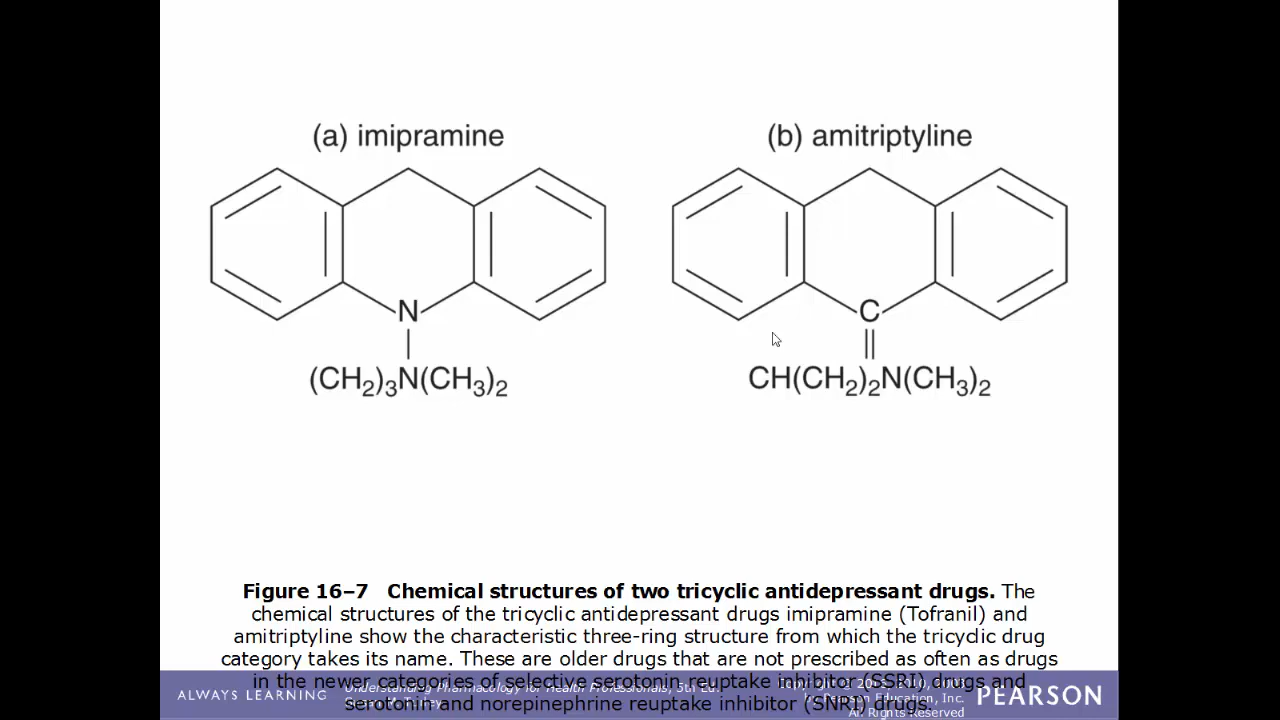 (a) imipramine (b) amitriptyline
N C
(CH2)3N(CH3)2 CH(CH2)2N(CH3)2
Figure 16–7 Chemical structures of two tricyclic antidepressant drugs. The
chemical structures of the tricyclic antidepressant drugs imipramine (Tofranil) and
amitriptyline show the characteristic three-ring structure from which the tricyclic drug
category takes its name. These are older drugs that are not prescribed as often as drugs
in the newer categories of selective serotonin reuptake inhibitor (SSRI) drugs and
serotonin and norepinephrine reuptake inhibitor (SNRI) drugs.
ALWAYS LEARNING
Understanding Pharmacology for Health Professionals, 5th Ed.
Copyright ©
by Pearson Education, Inc.
All Rights Reserved
PEARSON